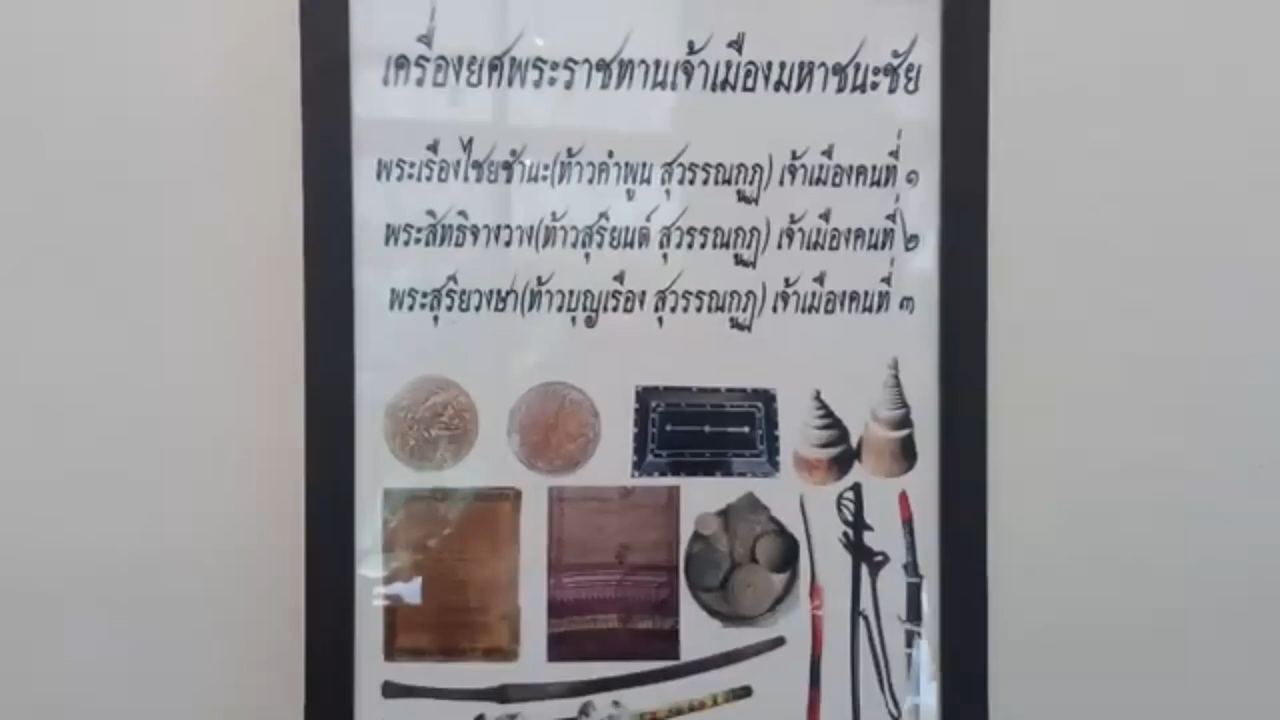 เครื่องยศพระราชทานเจ้าเมืองมหาชนะชัย
พระเรืองไชยชำนะ(ท้าวคำพูน สุวรรณกูฏ) เจ้าเมืองคนที่ ๑
พระสิทธิจางวาง(ท้าวสุริยนต์ สุวรรณกูฏ) เจ้าเมืองคนที่ ๒
พระสุริยวงษา(ท้าวบุญเรือง สุวรรณกูฏ) เจ้าเมืองคนที่ ๓